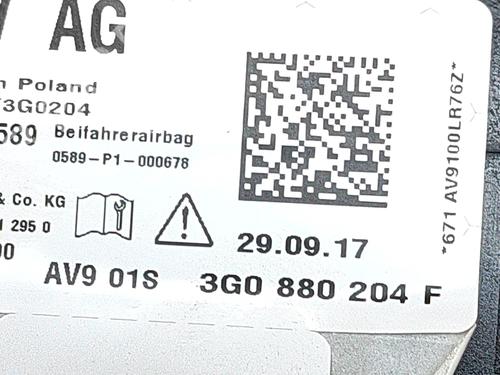 AG
Poland
3G0204
589 Beifahrerairbag
0589-P1-000678
& Co. KG
1 295 0
00
29.09.17
AV9 01S 3G0 880 204 F
*671 AV9100LR76Z*